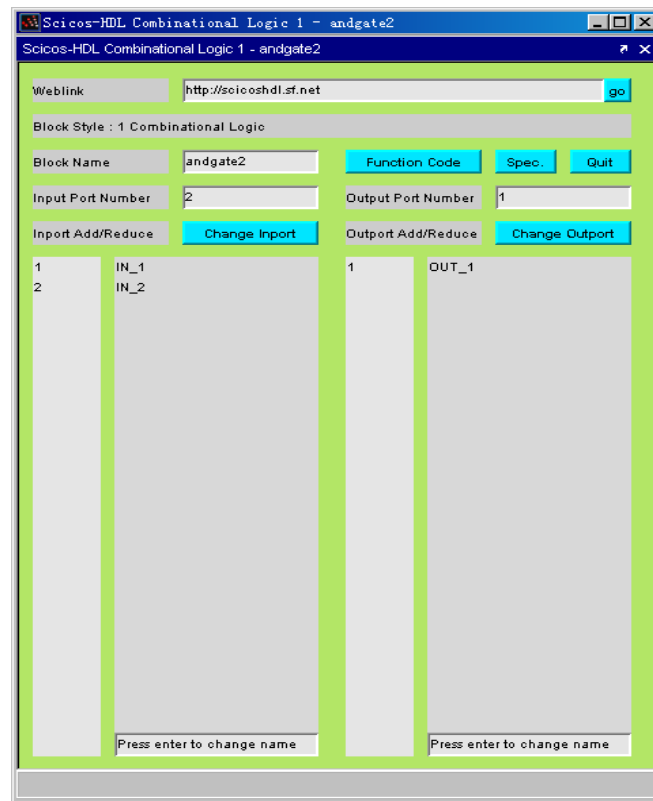 Scicos-HDL Combinational Logic 1 - andgate2
Scicos-HDL Combinational Logic 1 - andgate2
Weblink http://scicoshdl.sf.net go
Block Style : 1 Combinational Logic
Block Name andgate2 Function Code Spec. Quit
Input Port Number 2 Output Port Number 1
Inport Add/Reduce Change Inport Outport Add/Reduce Change Outport
1 IN_1 1 OUT_1
2 IN_2
Press enter to change name Press enter to change name